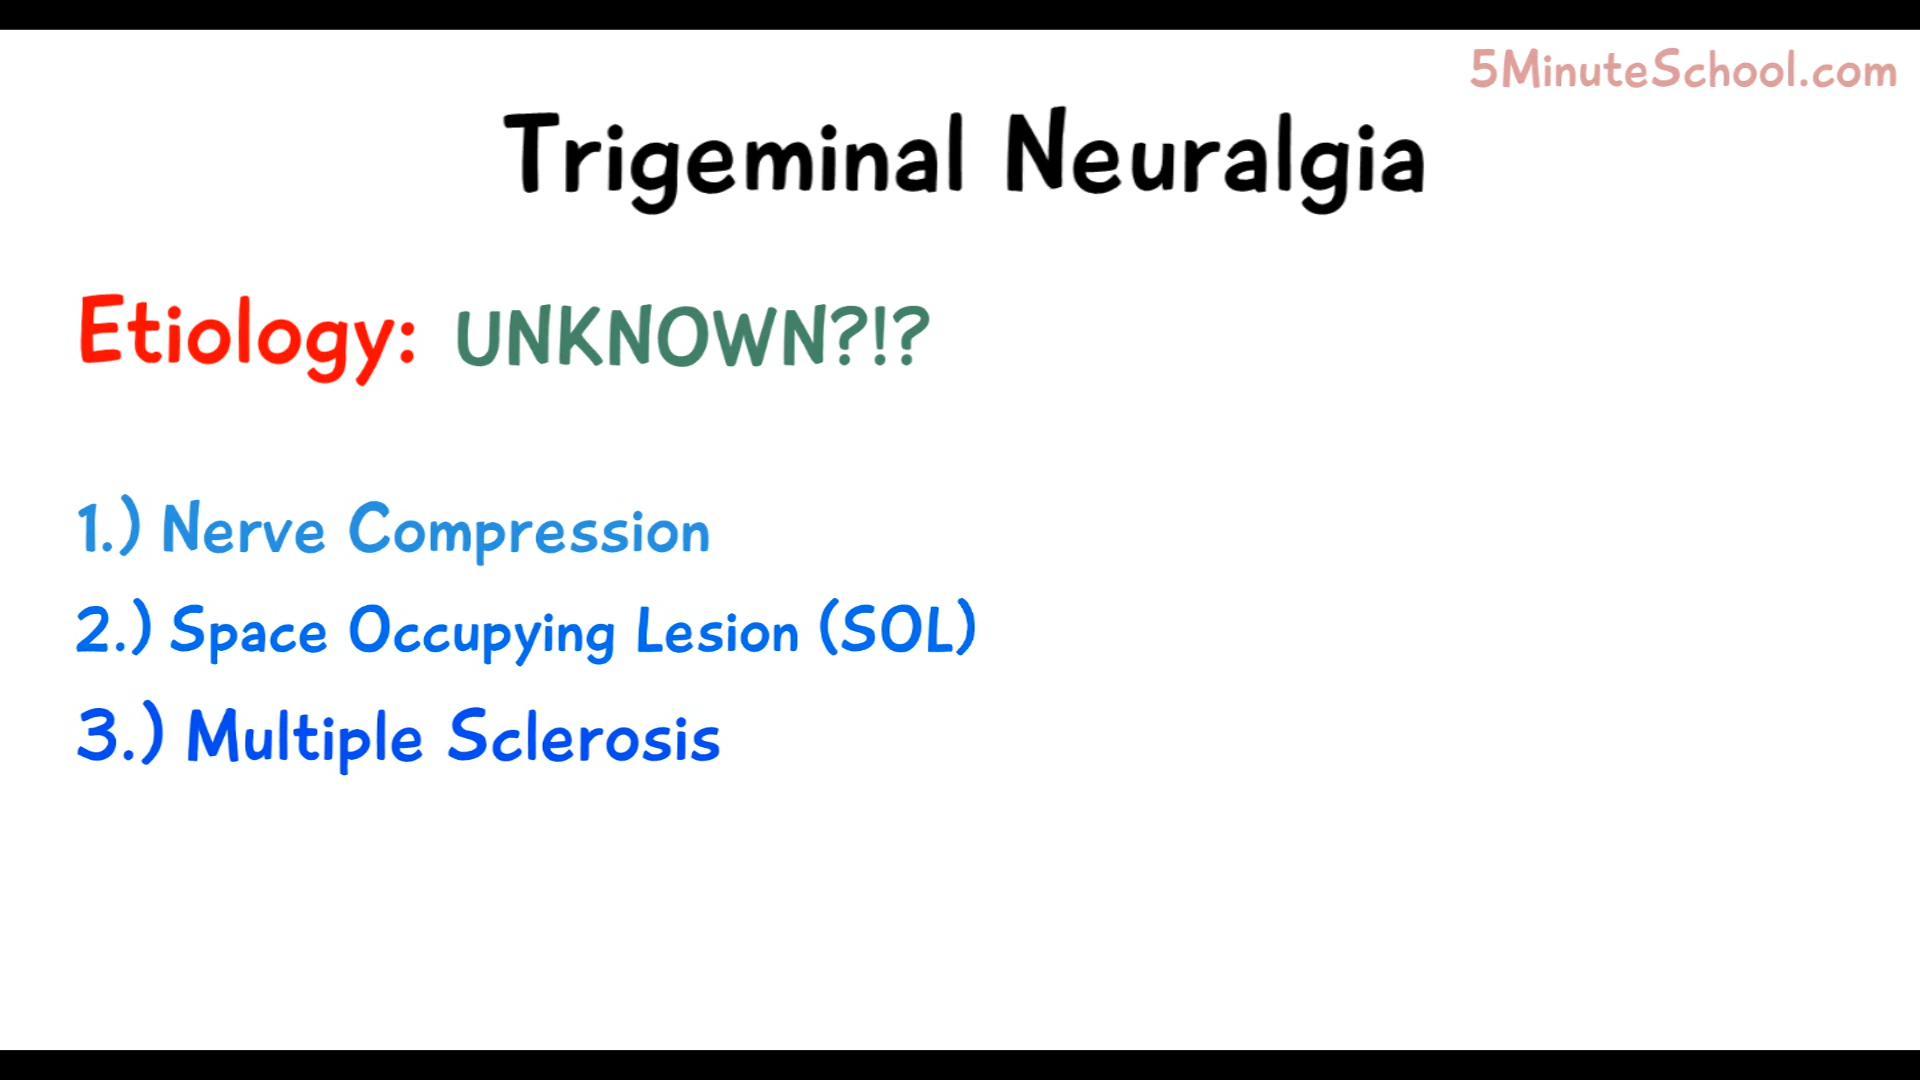 5MinuteSchool.com
Trigeminal Neuralgia
Etiology: UNKNOWN?!?
1.) Nerve Compression
2.) Space Occupying Lesion (SOL)
3.) Multiple Sclerosis